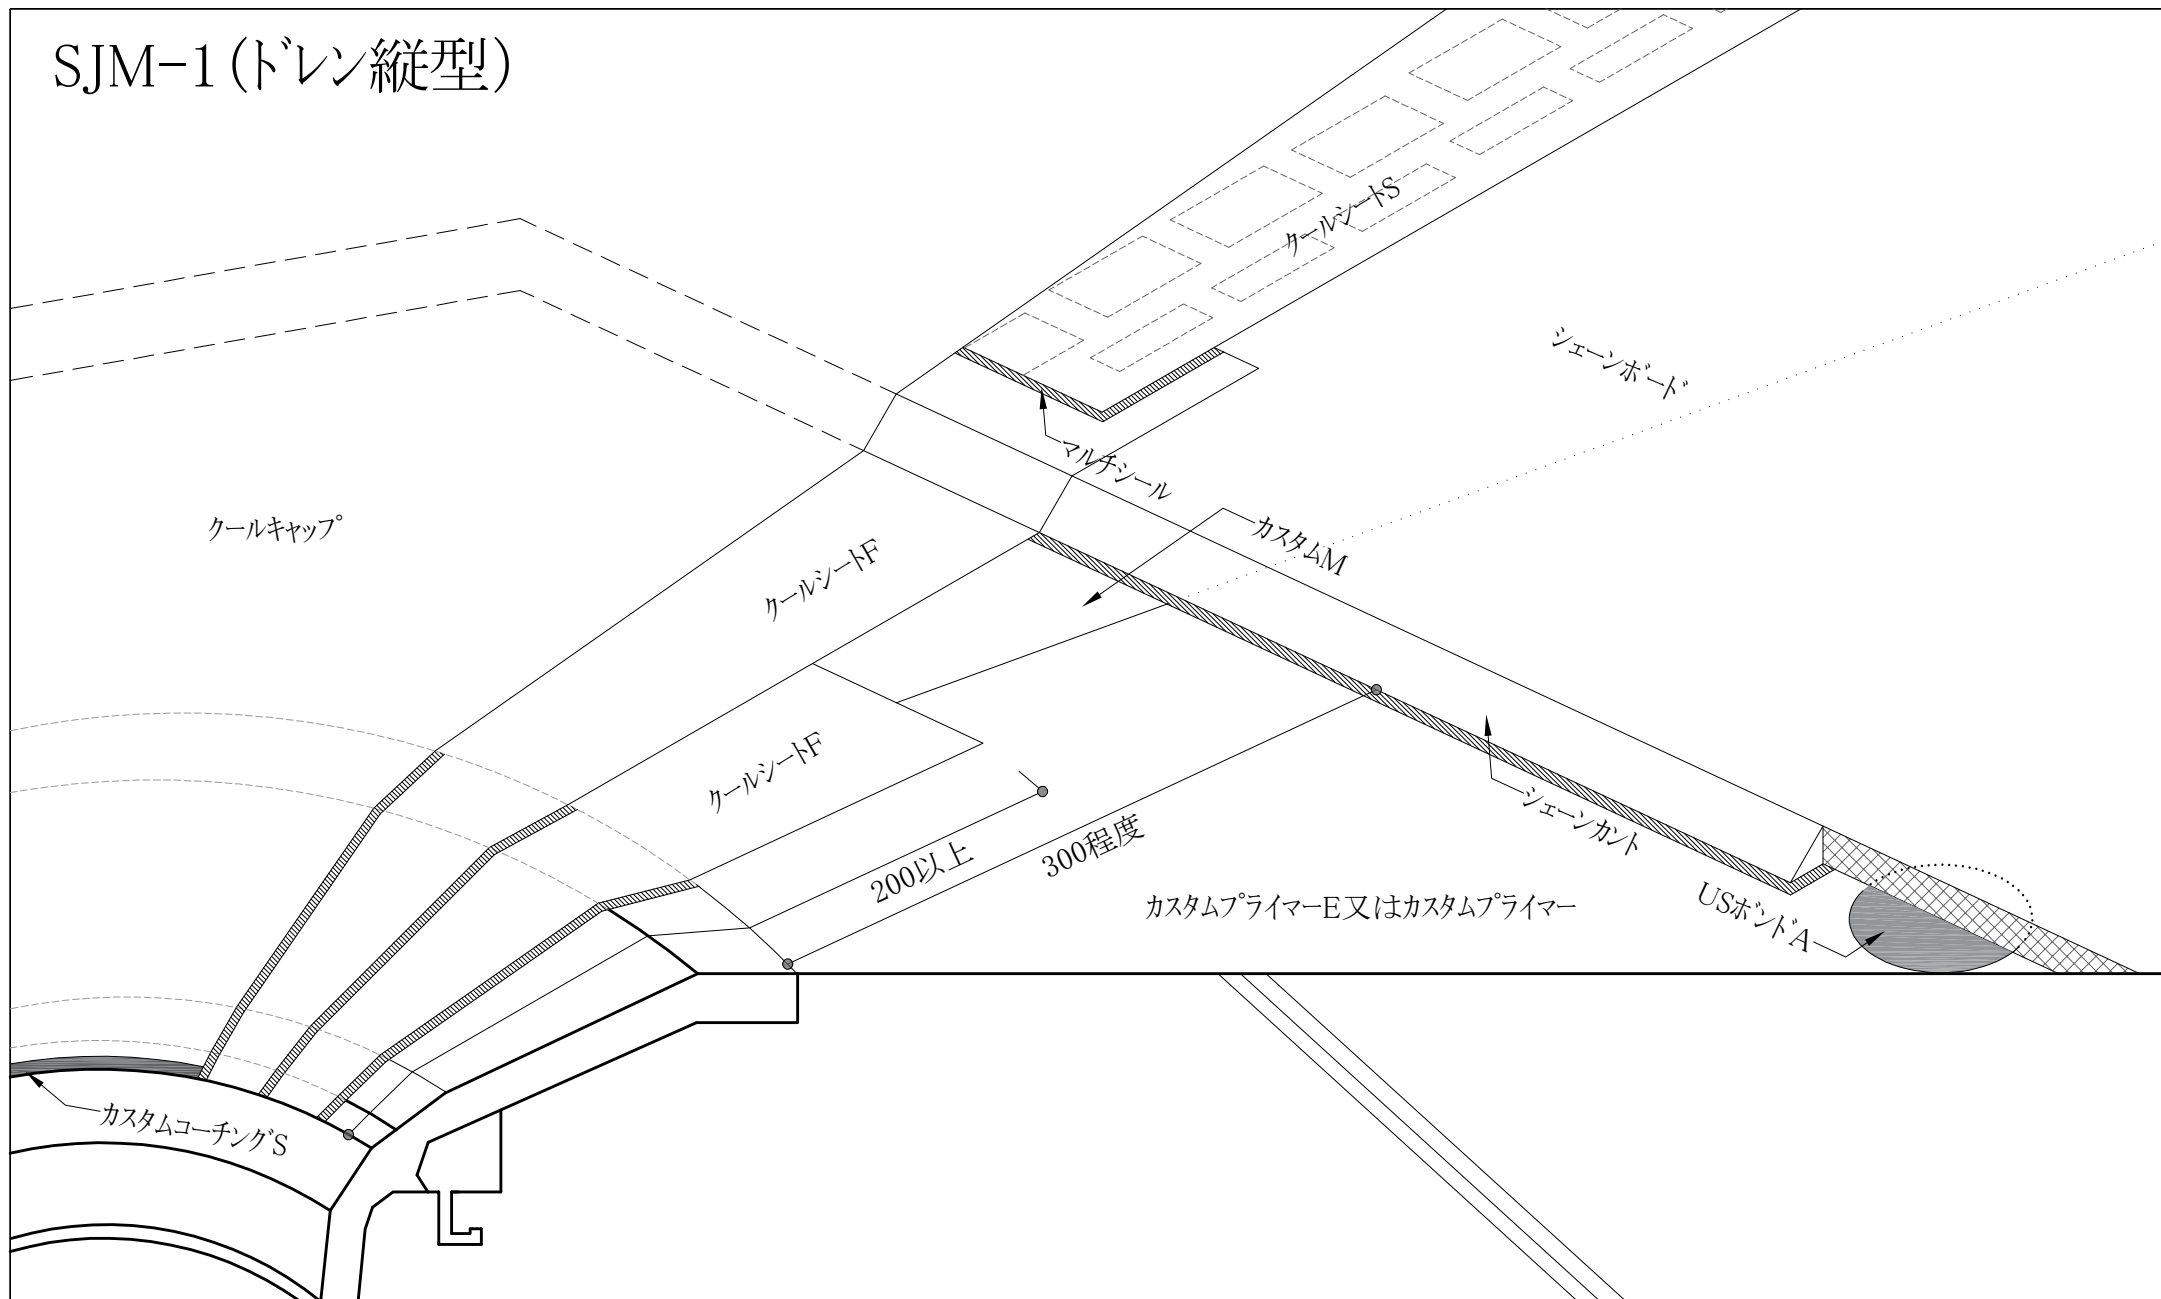 SJM-1(ドレン縦型)
クールシートS
シェーンボード
マルチシール
クールキャップ
カスタムM
クールシートF
クールシートF
シェーンカント
200以上
300程度
カスタムプライマーE又はカスタムプライマー
USボンドA
カスタムコーチングS